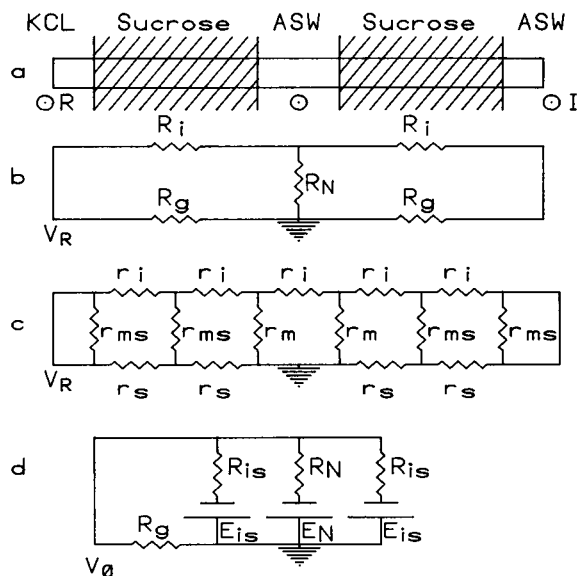 KCL Sucrose ASW Sucrose ASW
a
⊙R ⊙ ⊙I
Ri Ri
b
RN
Rg Rg
VR
ri ri ri ri ri
c
rms rms rm rm rms rms
VR
rs rs rs rs
d
Ris RN Ris
Rg Eis EN Eis
Vø